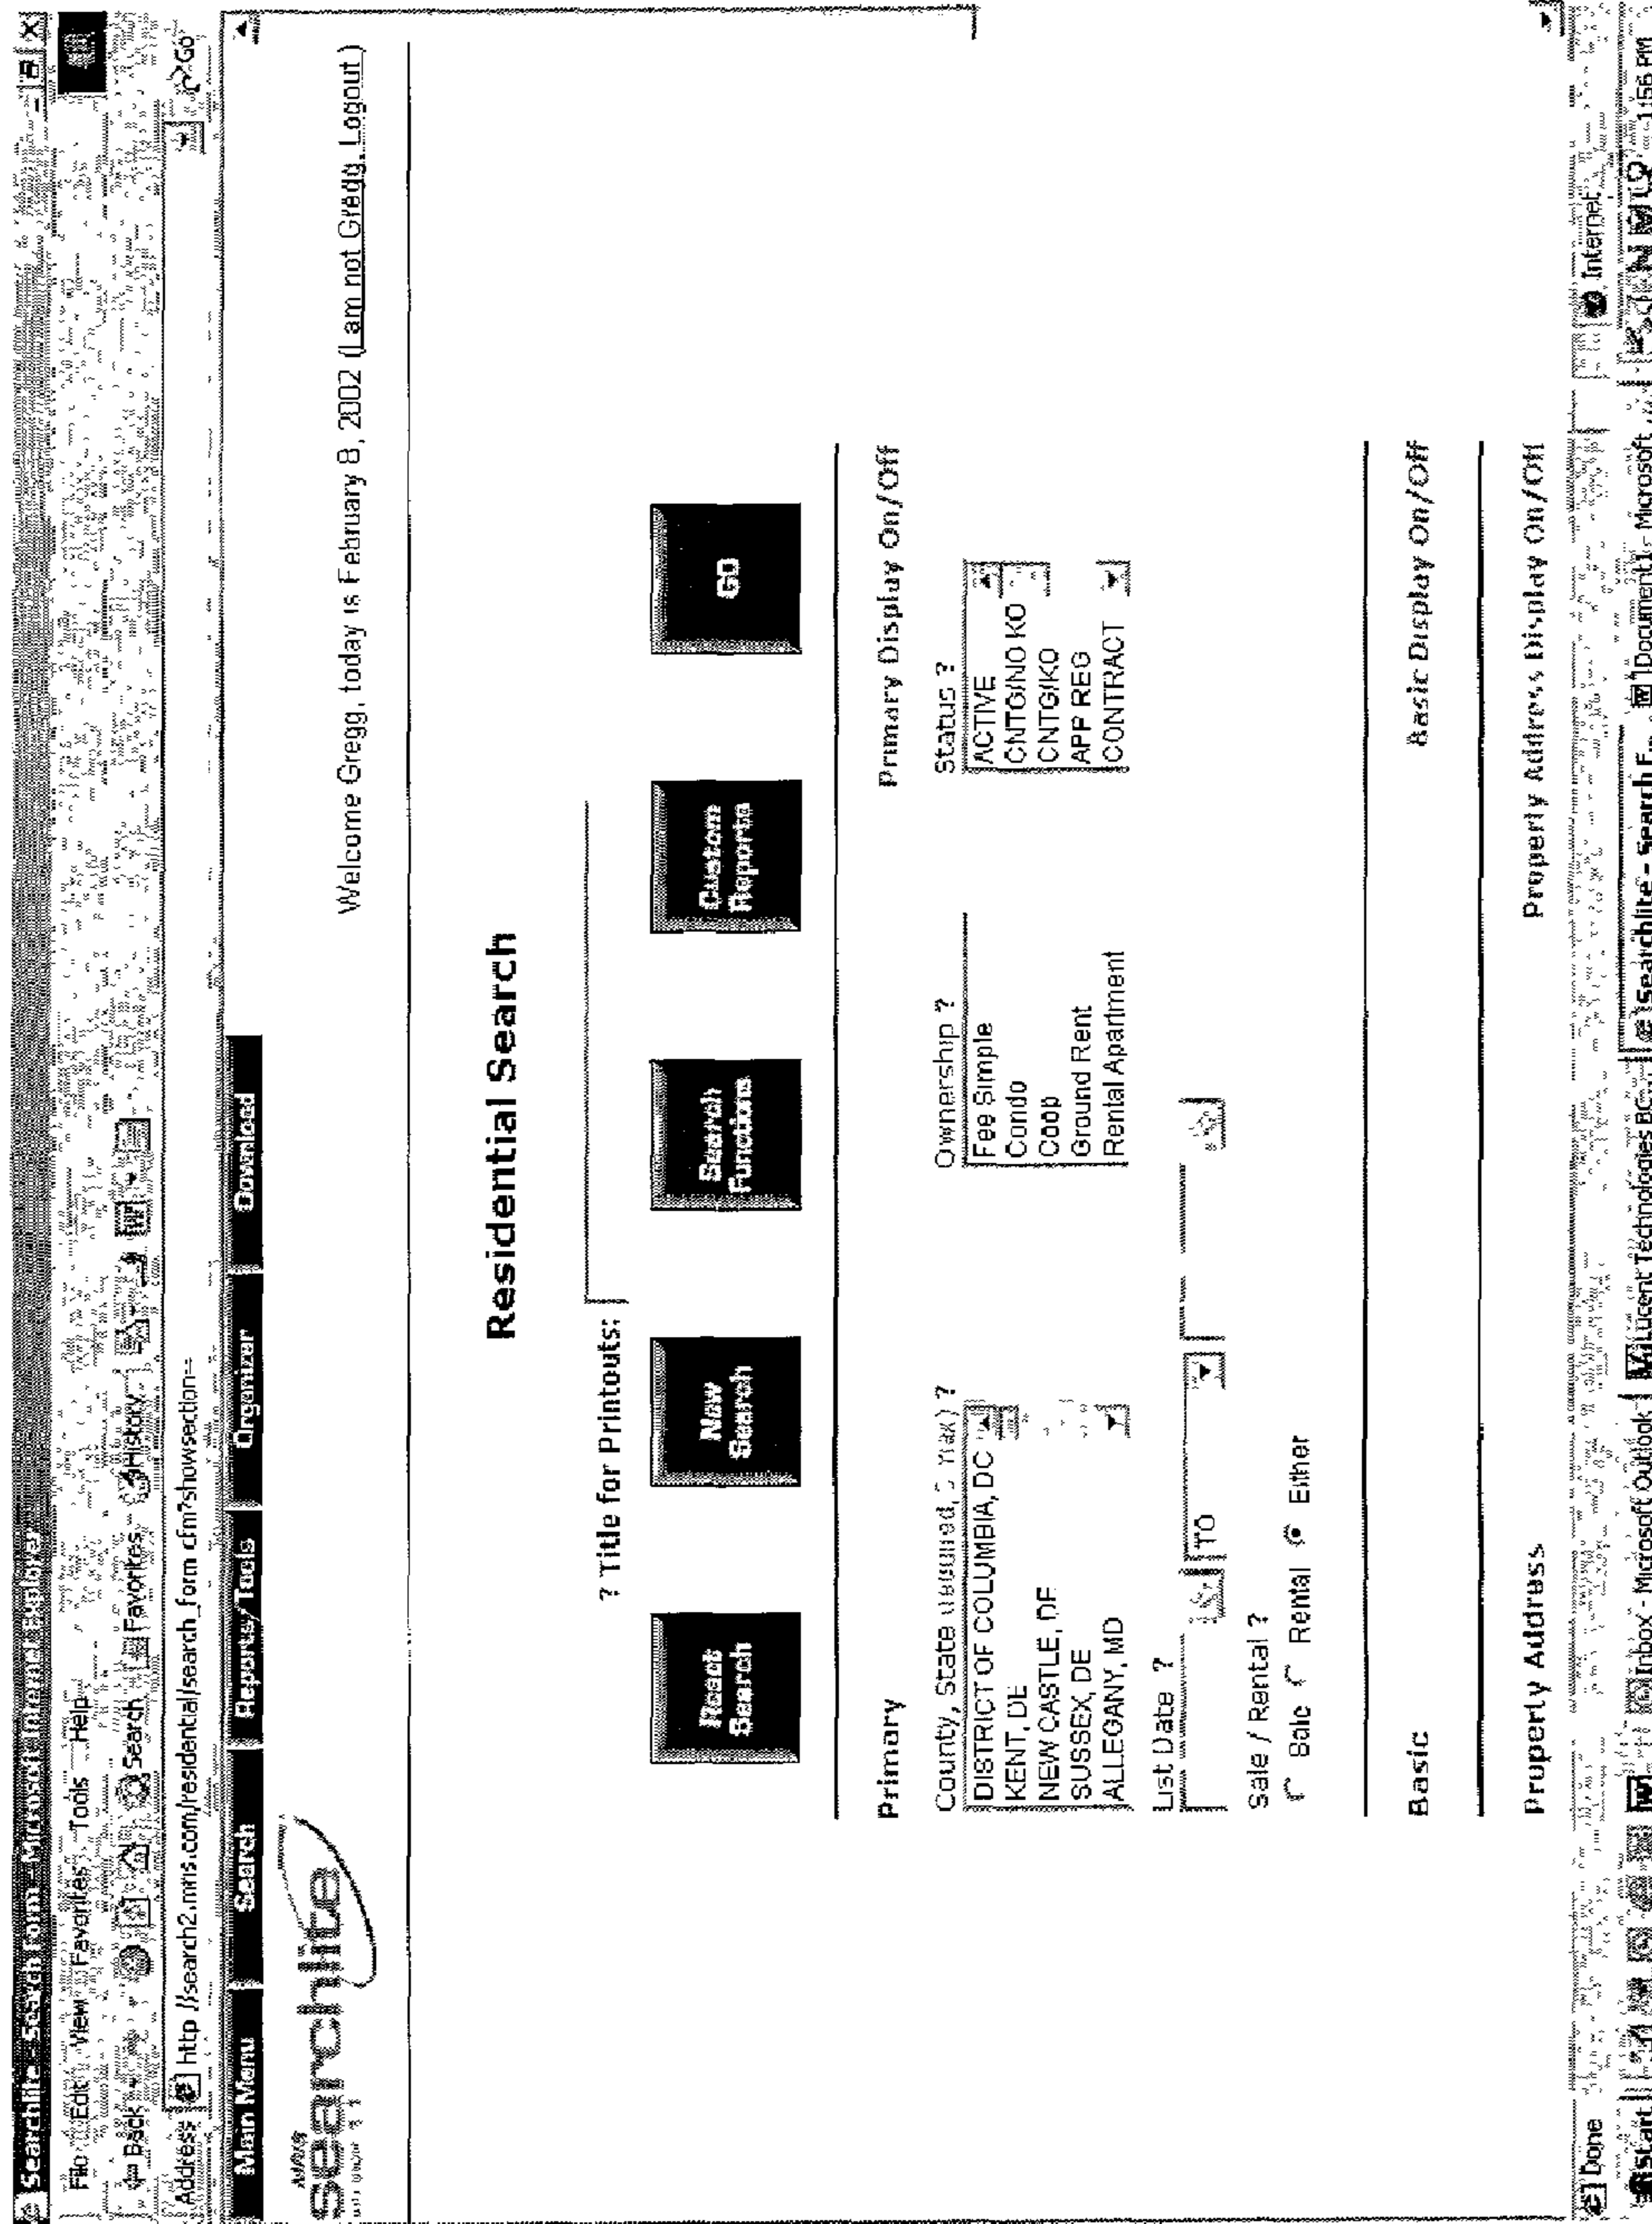 Searchlite - Search Form - Microsoft Internet Explorer
File Edit View Favorites Tools Help
Back Search Favorites History
Address http //search2.mris.com/residential/search_form cfm?showsection-- Go
Main Menu Search Reports/Tools Organizer Download
searchlite
Welcome Gregg, today is February 8, 2002 (I am not Gregg, Logout)
Residential Search
? Title for Printouts:
Reset Search
New Search
Search Functions
Custom Reports
GO
Primary Primary Display On/Off
County, State ? Ownership ? Status ?
DISTRICT OF COLUMBIA, DC Fee Simple ACTIVE
KENT, DE Condo CNTG/NO KO
NEW CASTLE, DE Coop CNTG/KO
SUSSEX, DE Ground Rent APP REG
ALLEGANY, MD Rental Apartment CONTRACT
List Date ?
TO
Sale / Rental ?
Sale Rental Either
Basic Basic Display On/Off
Property Address Property Address Display On/Off
Done Internet
Start Inbox - Microsoft Outlook Lucent Technologies BC Searchlite - Search F... Document1 - Microsoft 1:56 PM